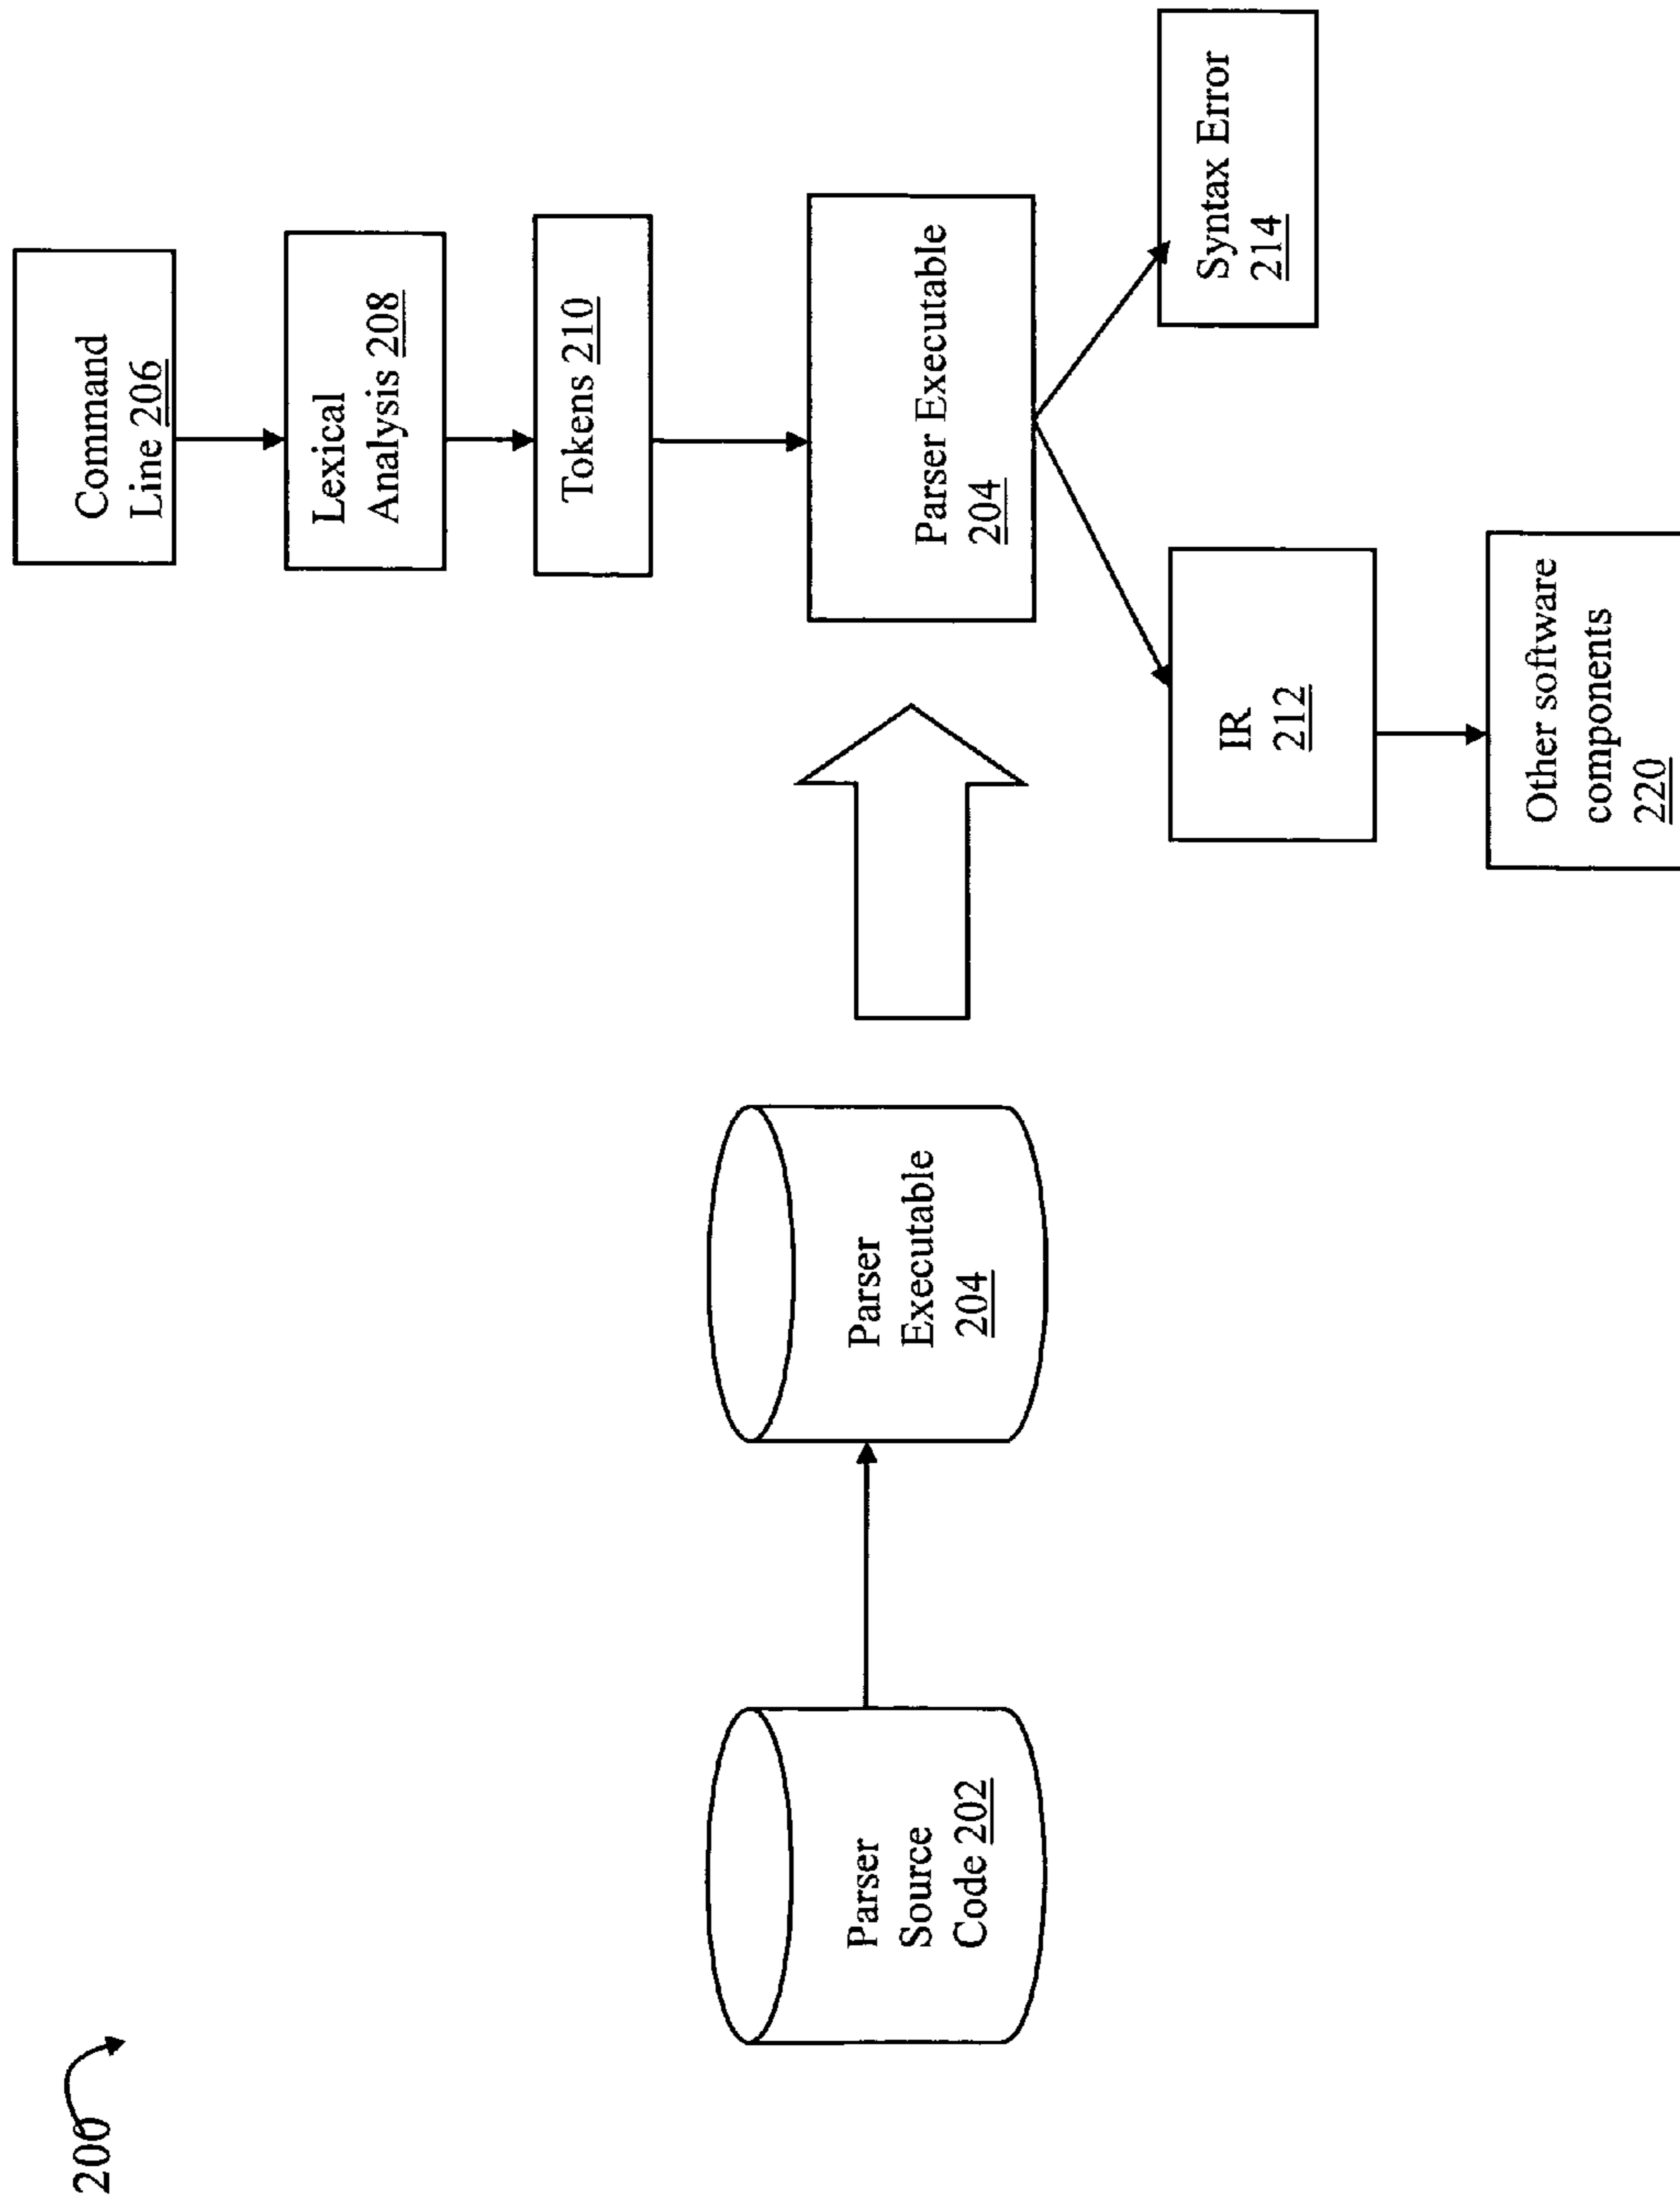 200
Parser
Source
Code 202
Parser
Executable
204
Command
Line 206
Lexical
Analysis 208
Tokens 210
Parser Executable
204
IR
212
Syntax Error
214
Other software
components
220